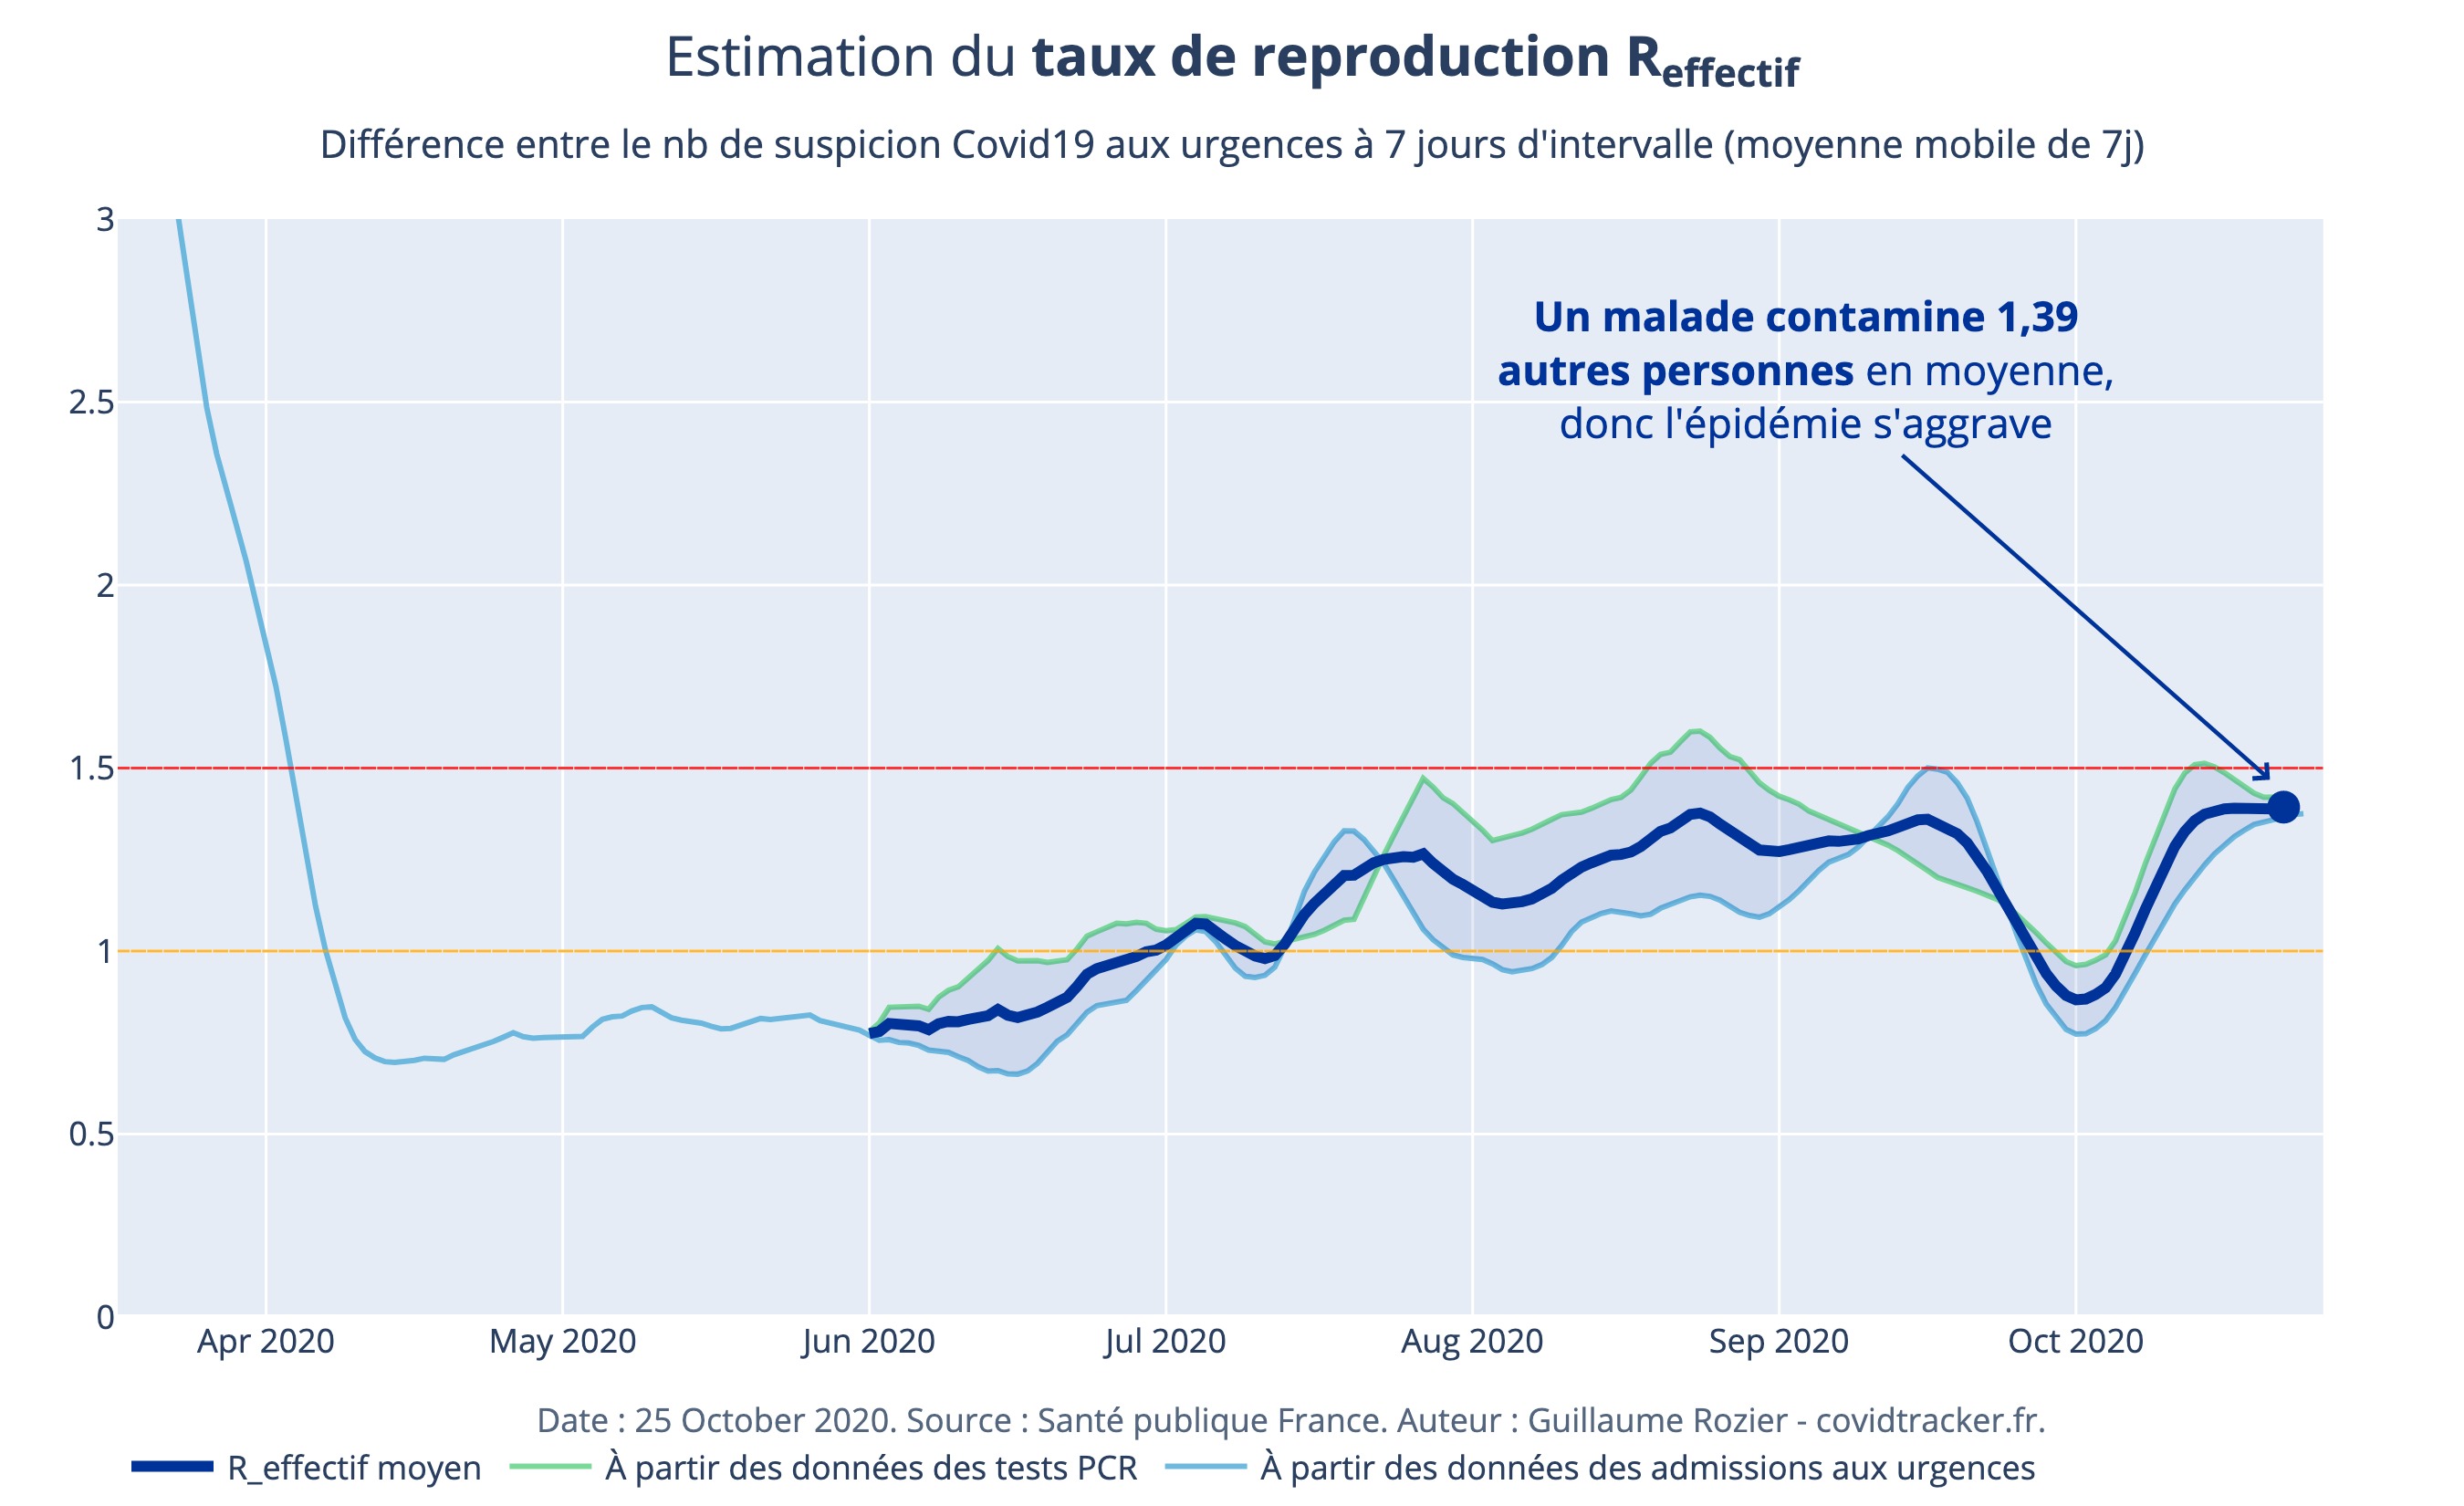 Estimation du taux de reproduction Reffectif
Différence entre le nb de suspicion Covid19 aux urgences à 7 jours d'intervalle (moyenne mobile de 7j)
3
2.5
2
1.5
1
0.5
0
Un malade contamine 1,39
autres personnes en moyenne,
donc l'épidémie s'aggrave
Apr 2020 May 2020 Jun 2020 Jul 2020 Aug 2020 Sep 2020 Oct 2020
Date : 25 October 2020. Source : Santé publique France. Auteur : Guillaume Rozier - covidtracker.fr.
R_effectif moyen À partir des données des tests PCR À partir des données des admissions aux urgences